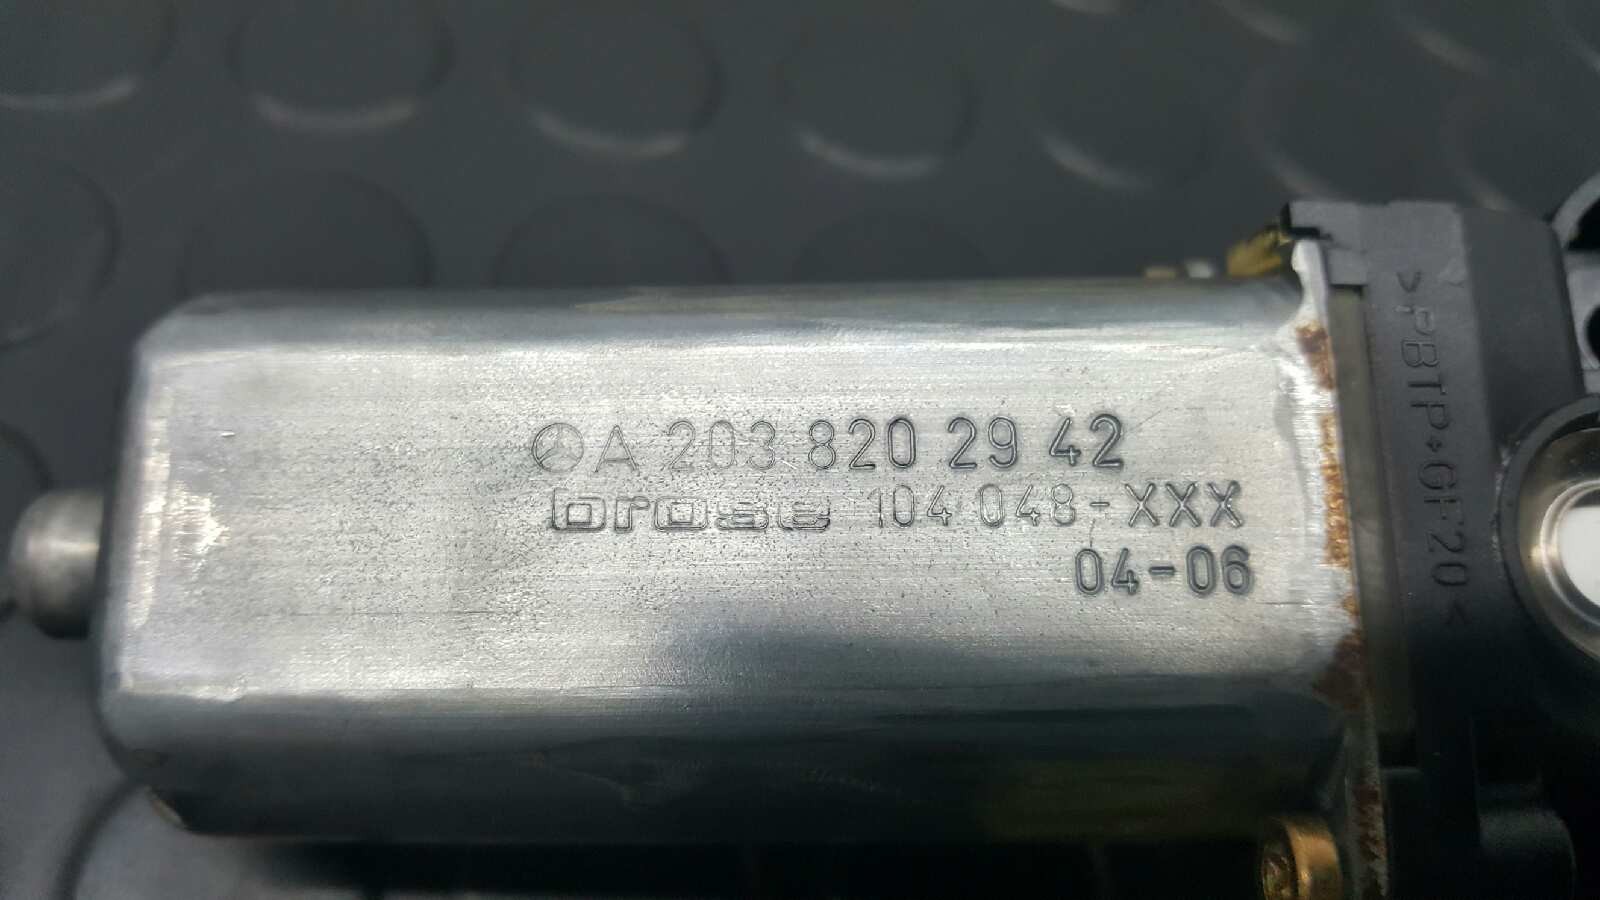 A 203 820 29 42
brose 104 048-XXX
04-06
>PBTP+GF20<